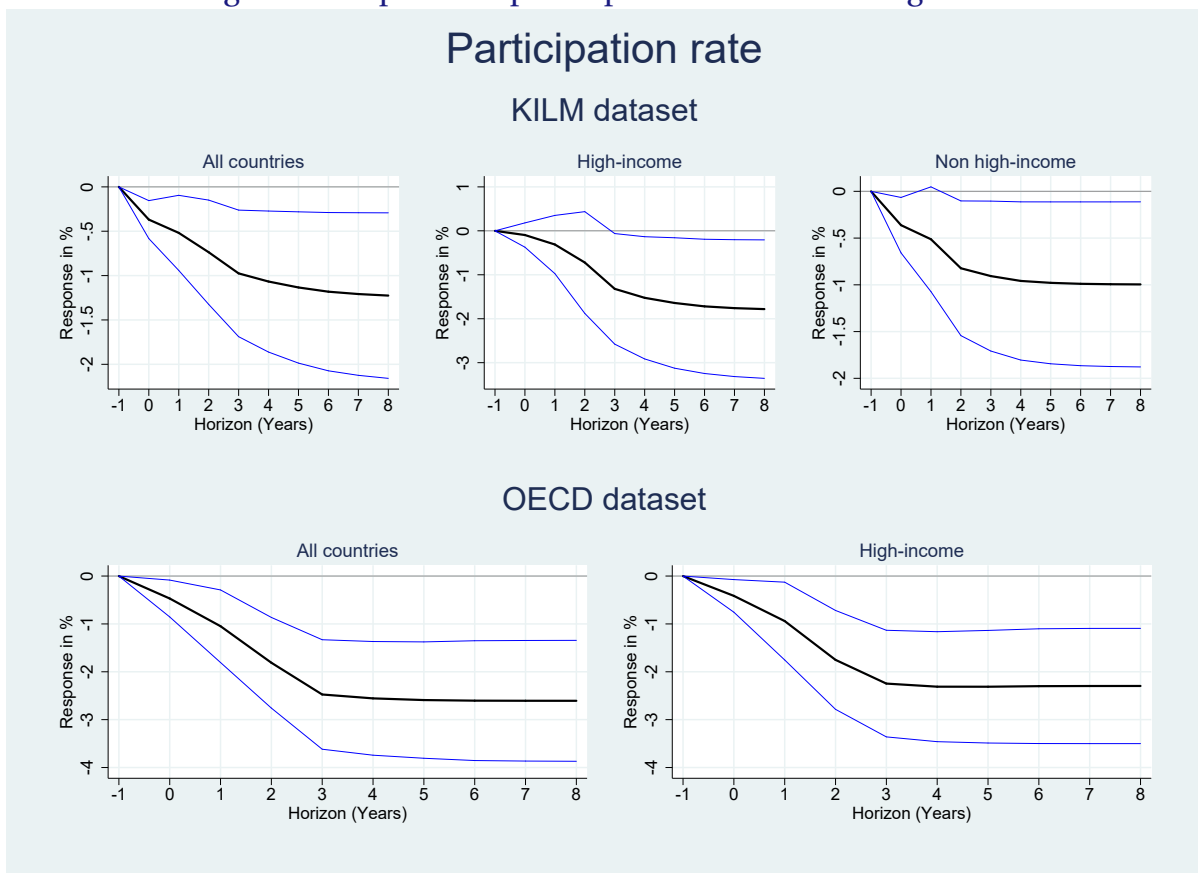 Participation rate
KILM dataset
All countries
Response in %
0
-.5
-1
-1.5
-2
-1 0 1 2 3 4 5 6 7 8
Horizon (Years)
High-income
Response in %
1
0
-1
-2
-3
-1 0 1 2 3 4 5 6 7 8
Horizon (Years)
Non high-income
Response in %
0
-.5
-1
-1.5
-2
-1 0 1 2 3 4 5 6 7 8
Horizon (Years)
OECD dataset
All countries
Response in %
0
-1
-2
-3
-4
-1 0 1 2 3 4 5 6 7 8
Horizon (Years)
High-income
Response in %
0
-1
-2
-3
-4
-1 0 1 2 3 4 5 6 7 8
Horizon (Years)